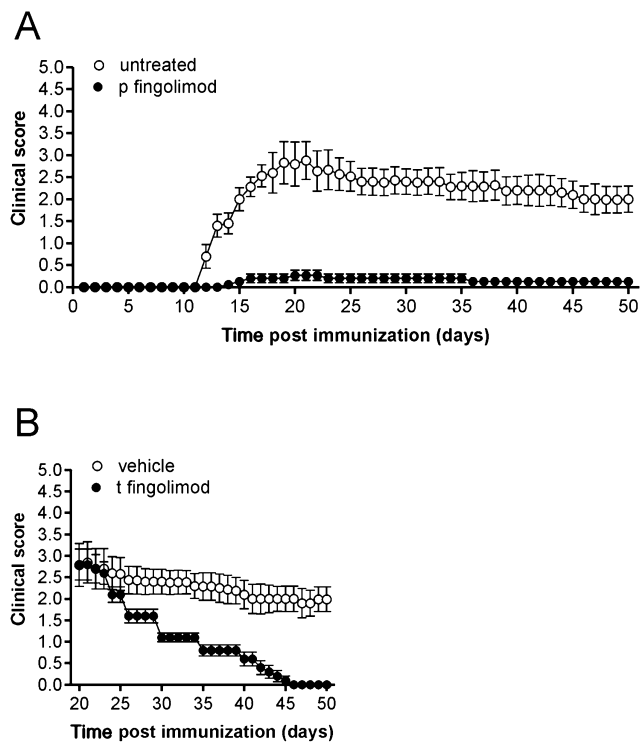 A
untreated
p fingolimod
5.0
4.5
4.0
3.5
3.0
2.5
2.0
1.5
1.0
0.5
0.0
Clinical score
0 5 10 15 20 25 30 35 40 45 50
Time post immunization (days)
B
vehicle
t fingolimod
5.0
4.5
4.0
3.5
3.0
2.5
2.0
1.5
1.0
0.5
0.0
Clinical score
20 25 30 35 40 45 50
Time post immunization (days)